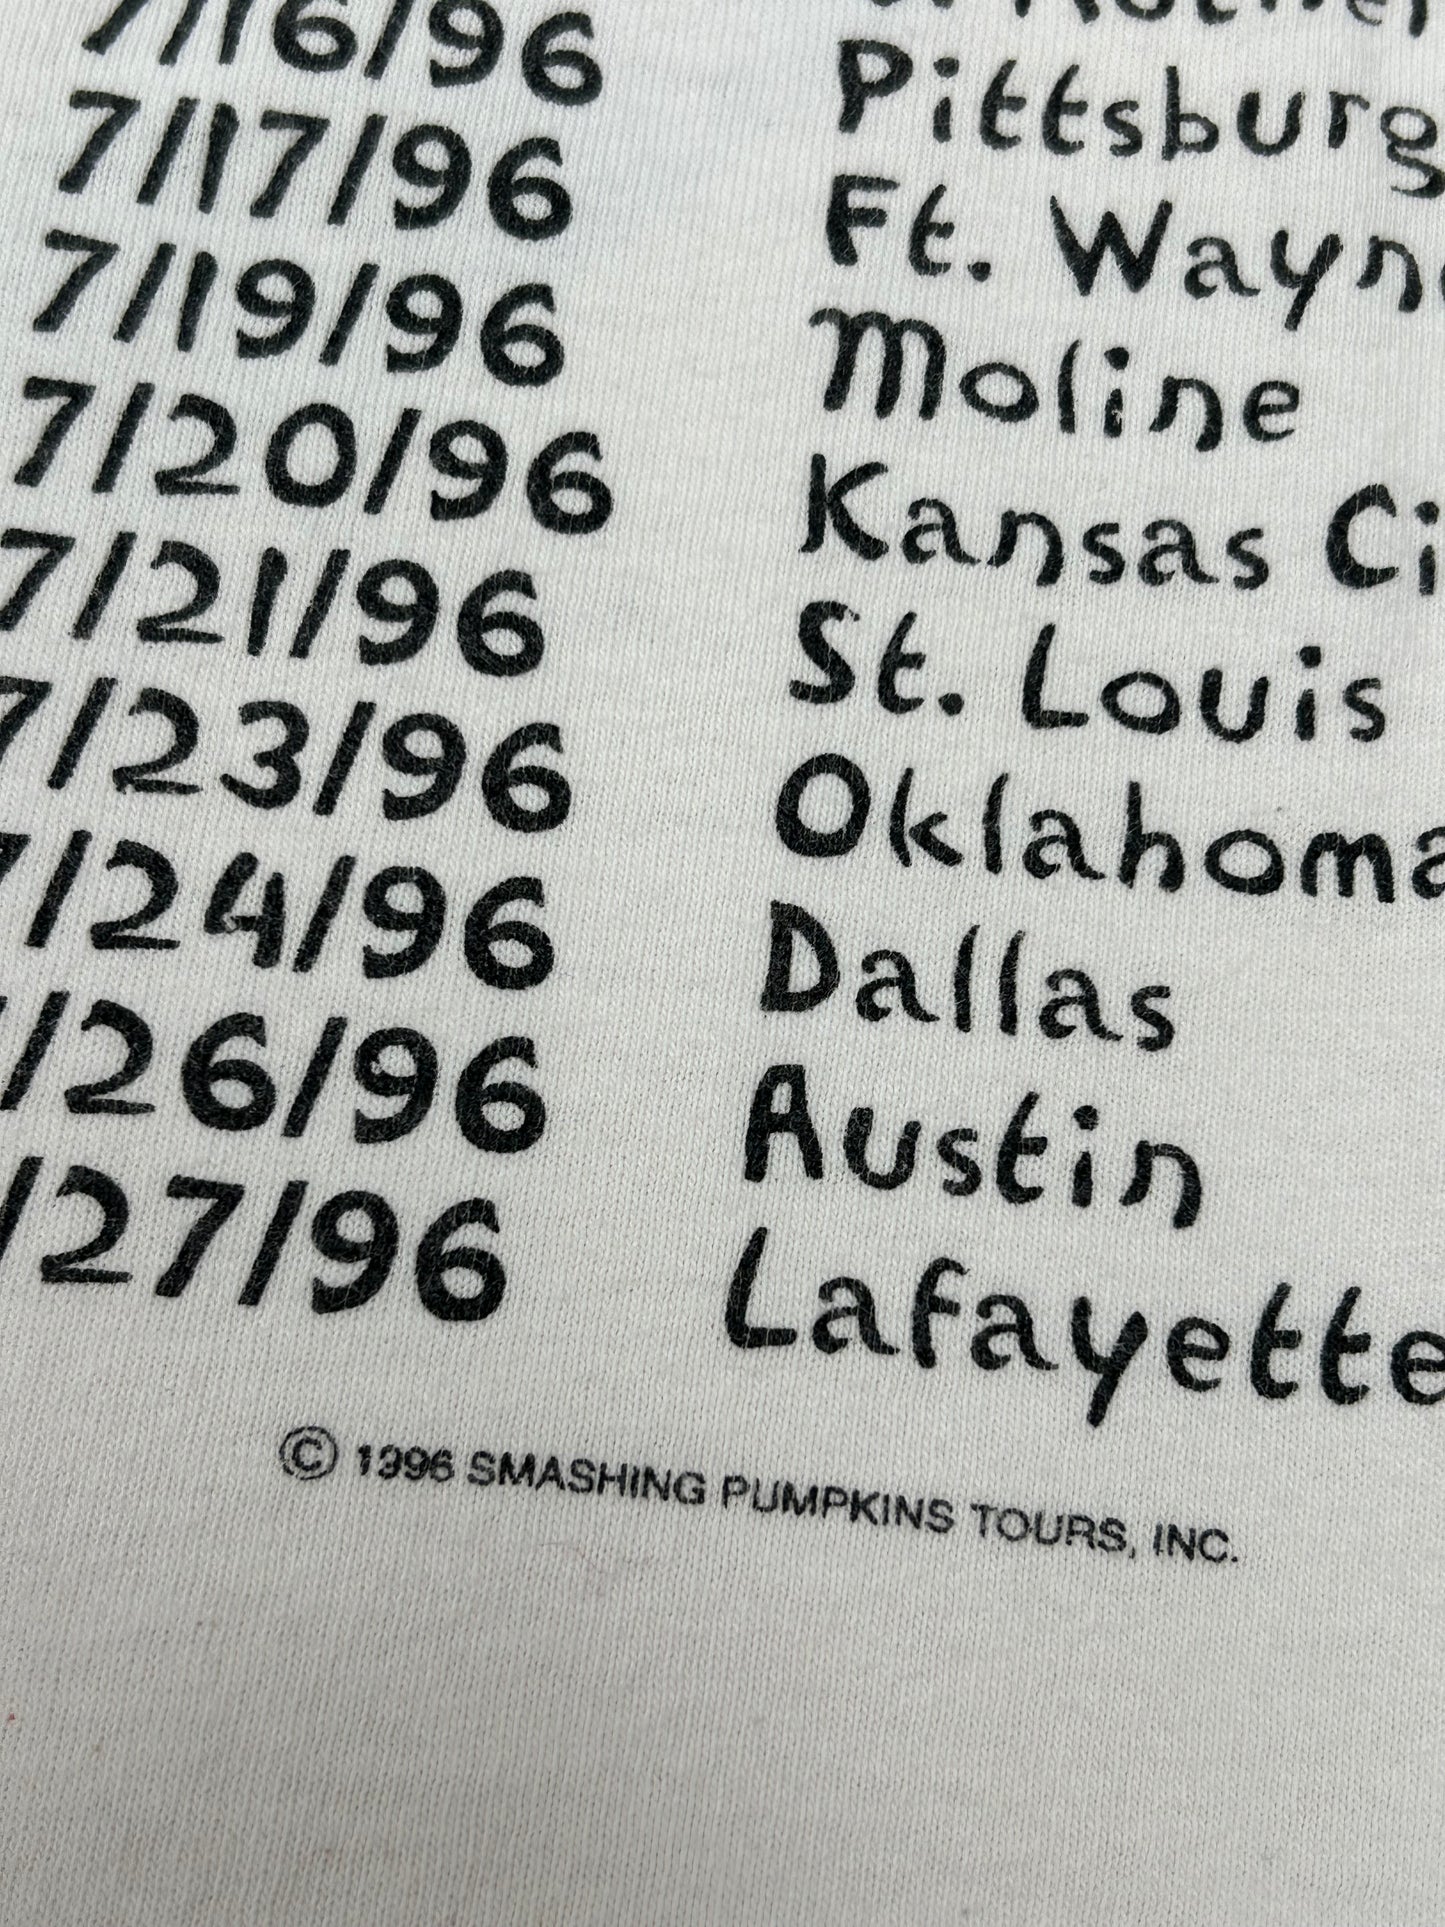 7/16/96 Pittsburg
7/17/96 Ft. Wayne
7/19/96 Moline
7/20/96 Kansas Ci
7/21/96 St. Louis
7/23/96 Oklahoma
7/24/96 Dallas
/26/96 Austin
/27/96 Lafayette
© 1996 SMASHING PUMPKINS TOURS, INC.